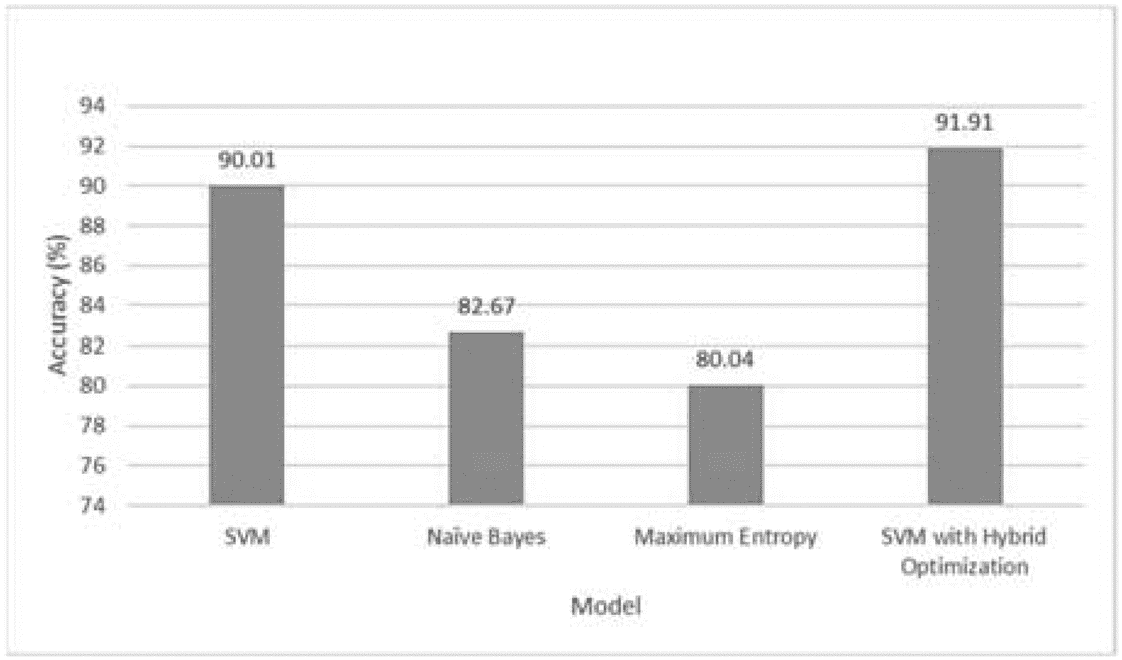 94
92
90
88
86
84
82
80
78
76
74
Accuracy (%)
90.01
82.67
80.04
91.91
SVM
Naïve Bayes
Maximum Entropy
SVM with Hybrid
Optimization
Model